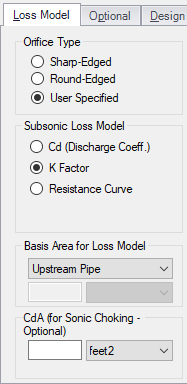 Loss Model Optional Design
Orifice Type
Sharp-Edged
Round-Edged
User Specified
Subsonic Loss Model
Cd (Discharge Coeff.)
K Factor
Resistance Curve
Basis Area for Loss Model
Upstream Pipe
CdA (for Sonic Choking -
Optional)
feet2